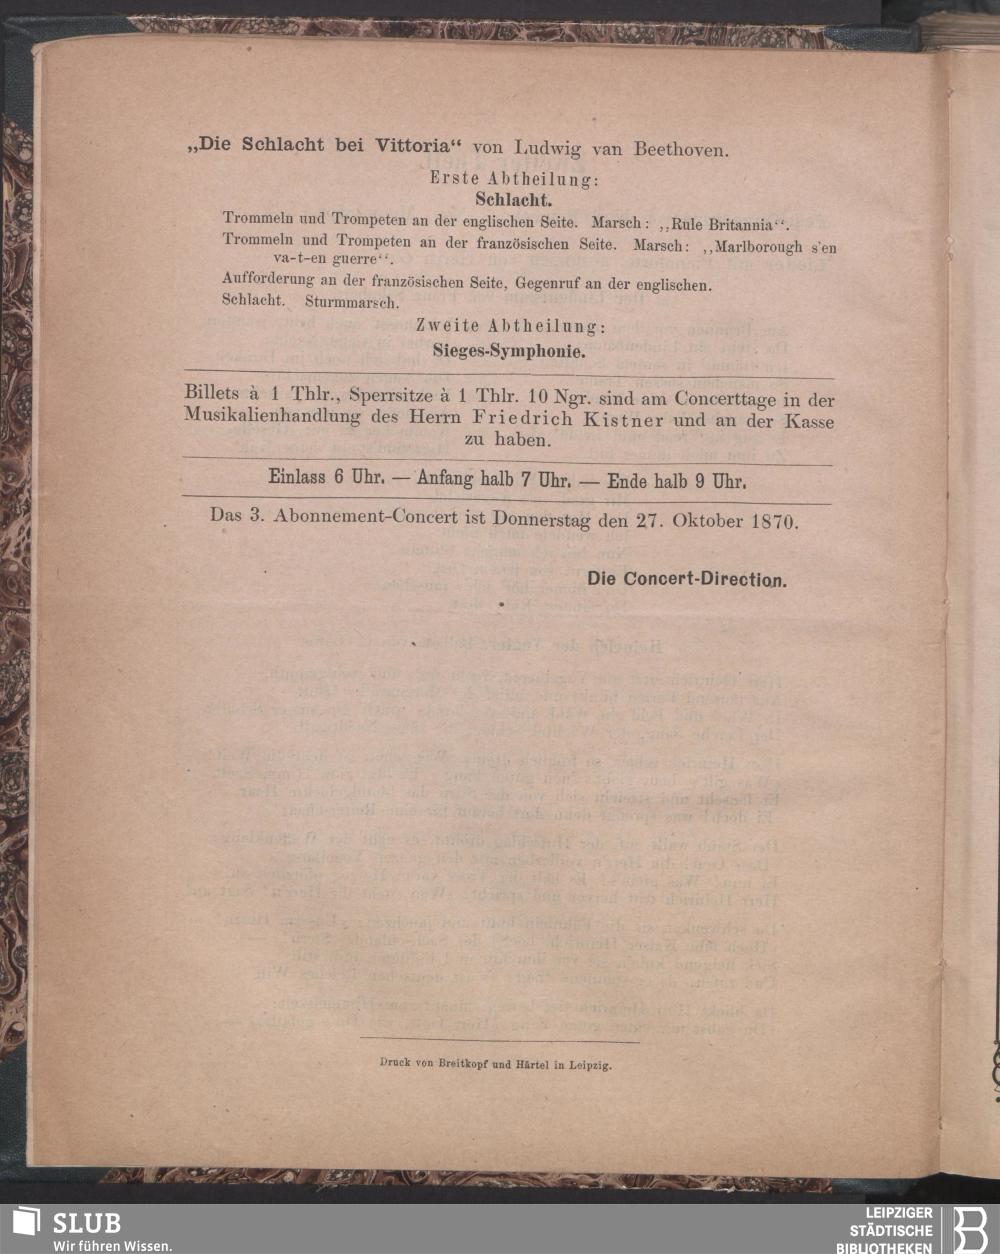 „Die Schlacht bei Vittoria“ von Ludwig van Beethoven.
Erste Abtheilung:
Schlacht.
Trommeln und Trompeten an der englischen Seite. Marsch: „Rule Britannia“.
Trommeln und Trompeten an der französischen Seite. Marsch: „Marlborough s'en
va-t-en guerre“.
Aufforderung an der französischen Seite, Gegenruf an der englischen.
Schlacht. Sturmmarsch.
Zweite Abtheilung:
Sieges-Symphonie.
Billets à 1 Thlr., Sperrsitze à 1 Thlr. 10 Ngr. sind am Concerttage in der
Musikalienhandlung des Herrn Friedrich Kistner und an der Kasse
zu haben.
Einlass 6 Uhr. — Anfang halb 7 Uhr. — Ende halb 9 Uhr.
Das 3. Abonnement-Concert ist Donnerstag den 27. Oktober 1870.
Die Concert-Direction.
Druck von Breitkopf und Härtel in Leipzig.
SLUB
Wir führen Wissen.
LEIPZIGER
STÄDTISCHE
BIBLIOTHEKEN